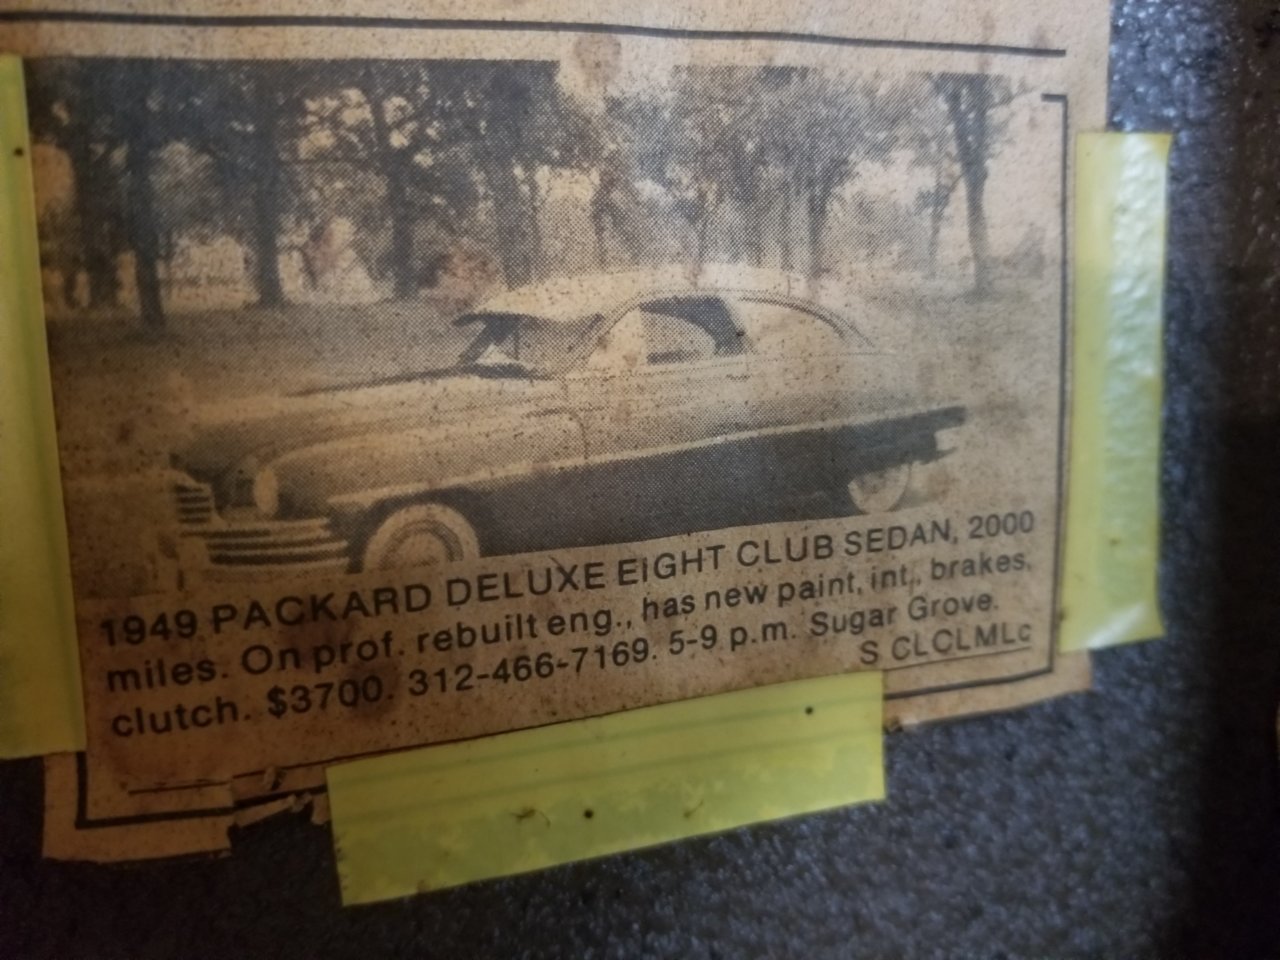 1949 PACKARD DELUXE EIGHT CLUB SEDAN, 2000
miles. On prof. rebuilt eng., has new paint, int., brakes,
clutch. $3700. 312-466-7169. 5-9 p.m. Sugar Grove.
S CLCLMLc